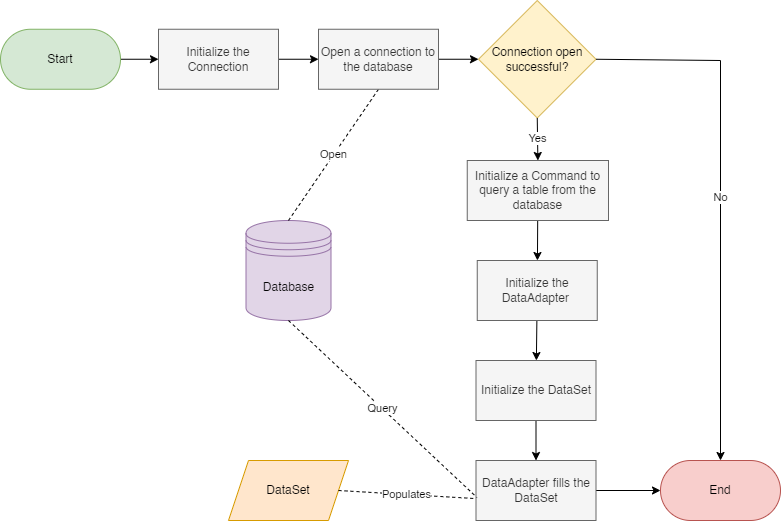 Start
Initialize the
Connection
Open a connection to
the database
Connection open
successful?
Yes
No
Open
Initialize a Command to
query a table from the
database
Database
Initialize the
DataAdapter
Initialize the DataSet
Query
DataSet
Populates
DataAdapter fills the
DataSet
End